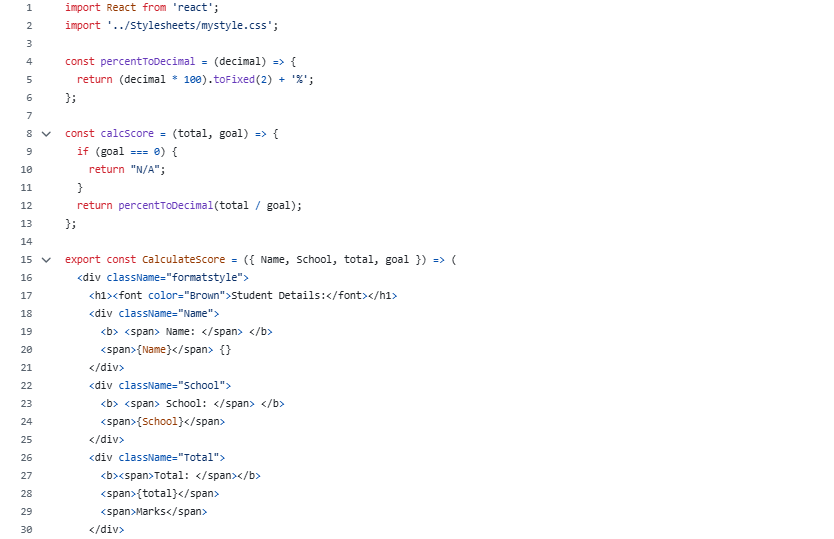 1 import React from 'react';
2 import '../Stylesheets/mystyle.css';
3
4 const percentToDecimal = (decimal) => {
5   return (decimal * 100).toFixed(2) + '%';
6 };
7
8 const calcScore = (total, goal) => {
9   if (goal === 0) {
10     return "N/A";
11   }
12   return percentToDecimal(total / goal);
13 };
14
15 export const CalculateScore = ({ Name, School, total, goal }) => (
16   <div className="formatstyle">
17     <h1><font color="Brown">Student Details:</font></h1>
18     <div className="Name">
19       <b> <span> Name: </span> </b>
20       <span>{Name}</span> {}
21     </div>
22     <div className="School">
23       <b> <span> School: </span> </b>
24       <span>{School}</span>
25     </div>
26     <div className="Total">
27       <b><span>Total: </span></b>
28       <span>{total}</span>
29       <span>Marks</span>
30     </div>